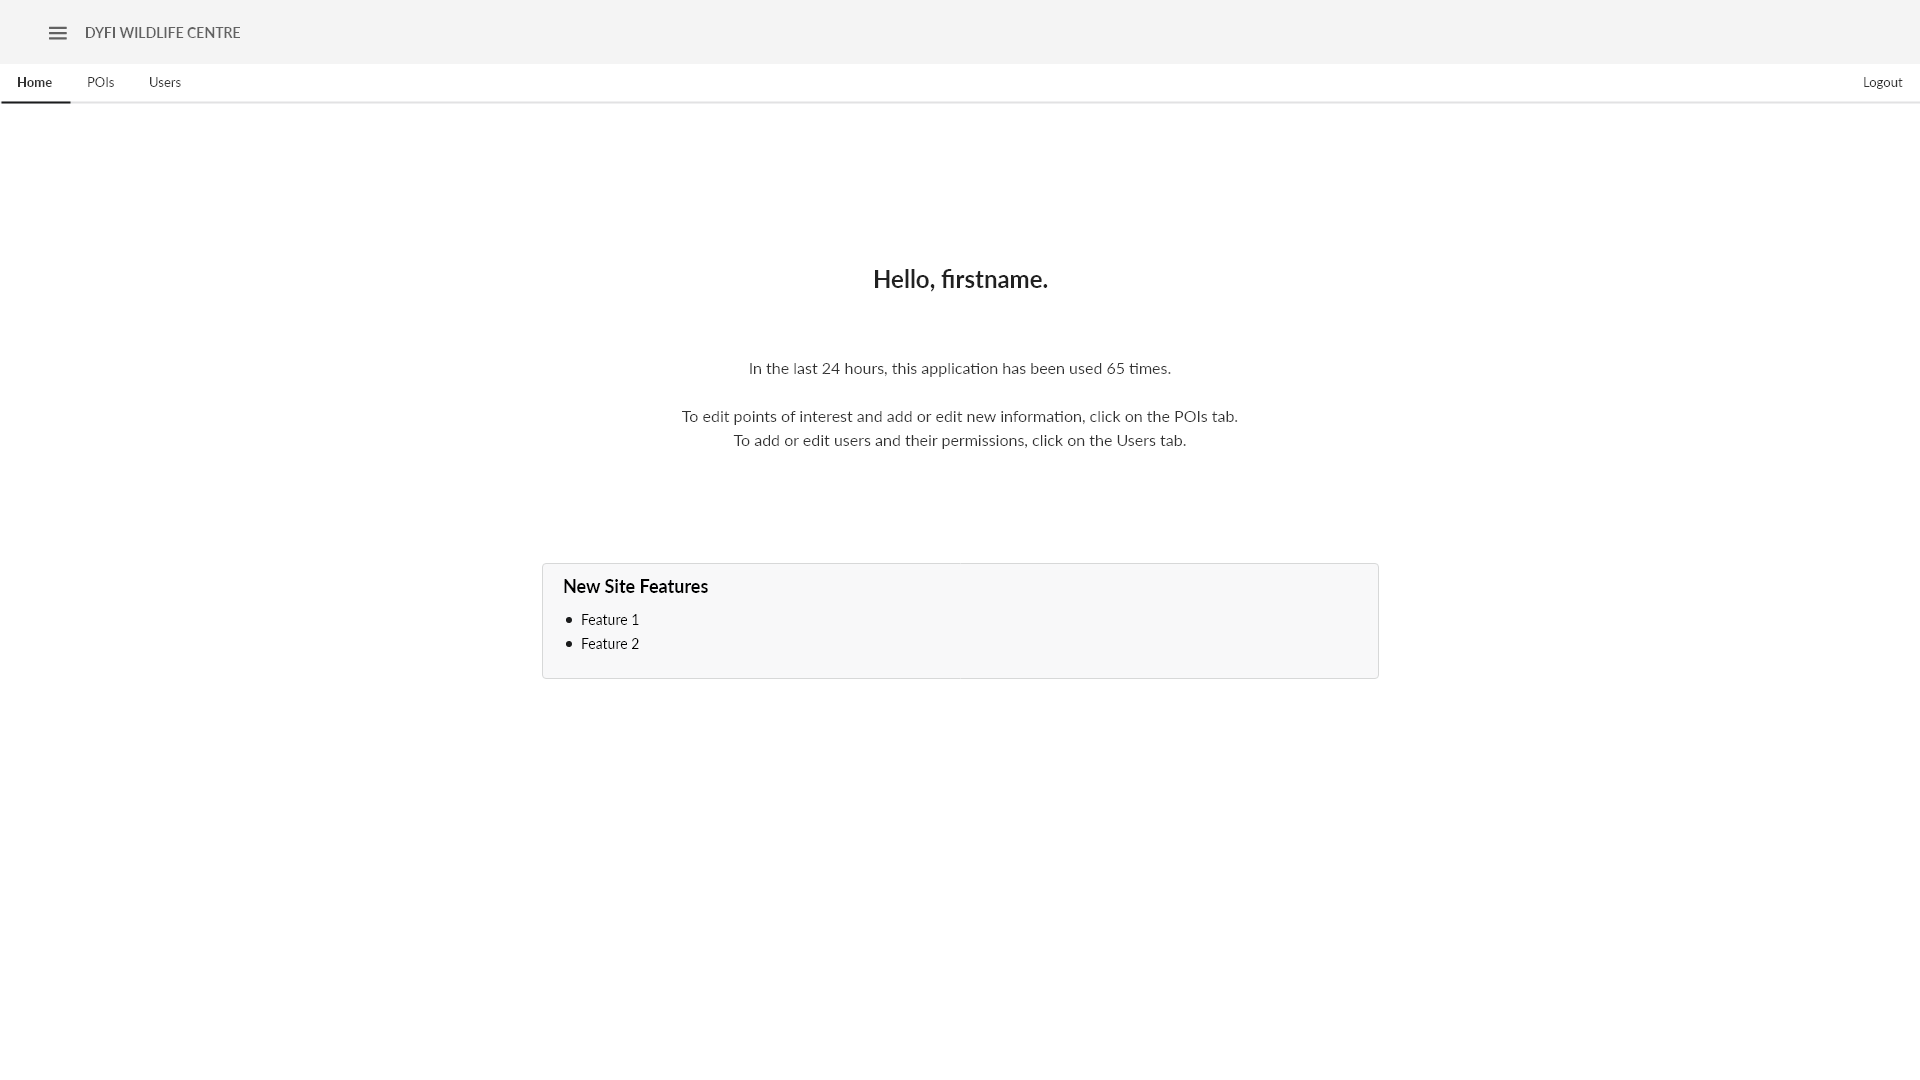 DYFI WILDLIFE CENTRE
Home POIs Users Logout
Hello, firstname.
In the last 24 hours, this application has been used 65 times.
To edit points of interest and add or edit new information, click on the POIs tab.
To add or edit users and their permissions, click on the Users tab.
New Site Features
• Feature 1
• Feature 2